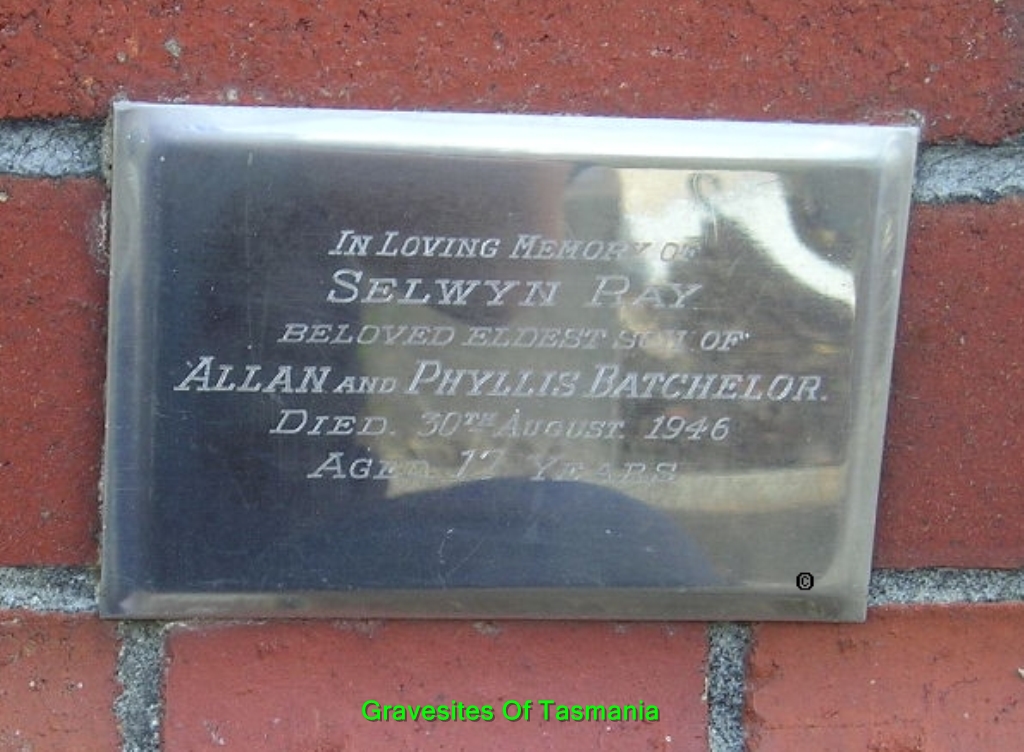 IN LOVING MEMORY OF
SELWYN RAY
BELOVED ELDEST SON OF
ALLAN AND PHYLLIS BATCHELOR.
DIED. 30TH AUGUST. 1946
AGED 17 YEARS
©
Gravesites Of Tasmania